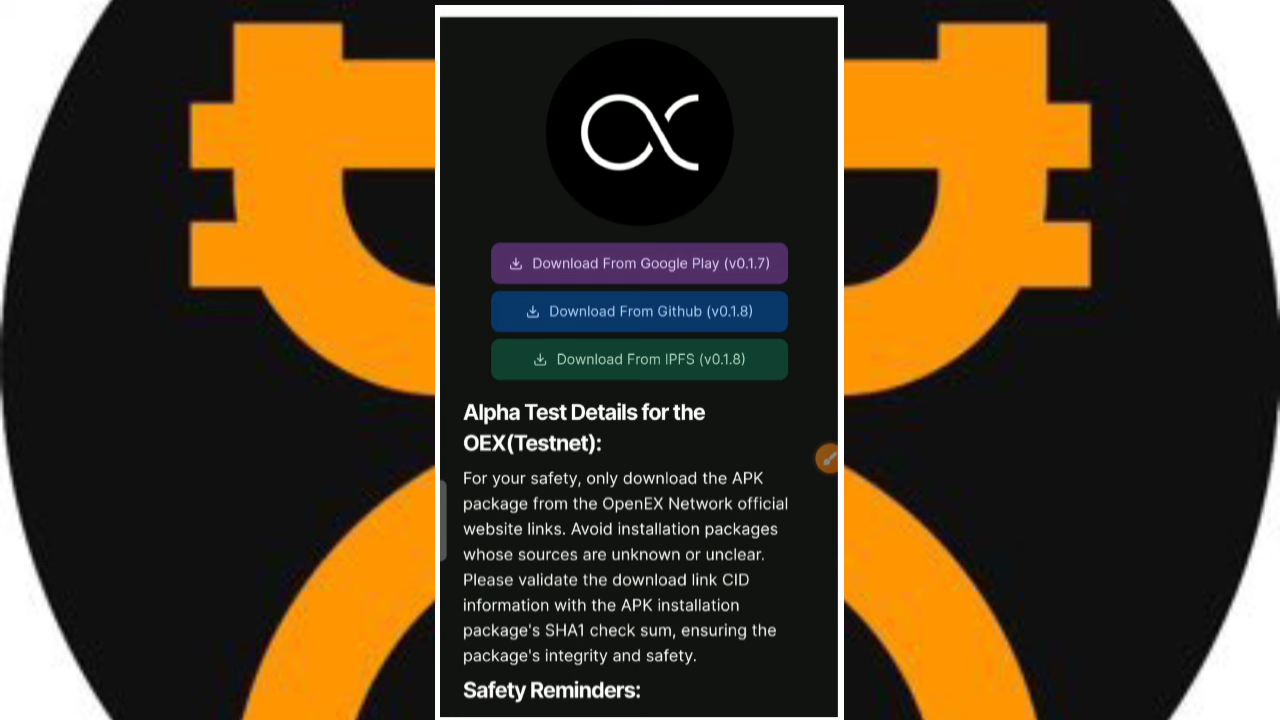 Download From Google Play (v0.1.7)
Download From Github (v0.1.8)
Download From IPFS (v0.1.8)
Alpha Test Details for the
OEX(Testnet):
For your safety, only download the APK
package from the OpenEX Network official
website links. Avoid installation packages
whose sources are unknown or unclear.
Please validate the download link CID
information with the APK installation
package's SHA1 check sum, ensuring the
package's integrity and safety.
Safety Reminders: